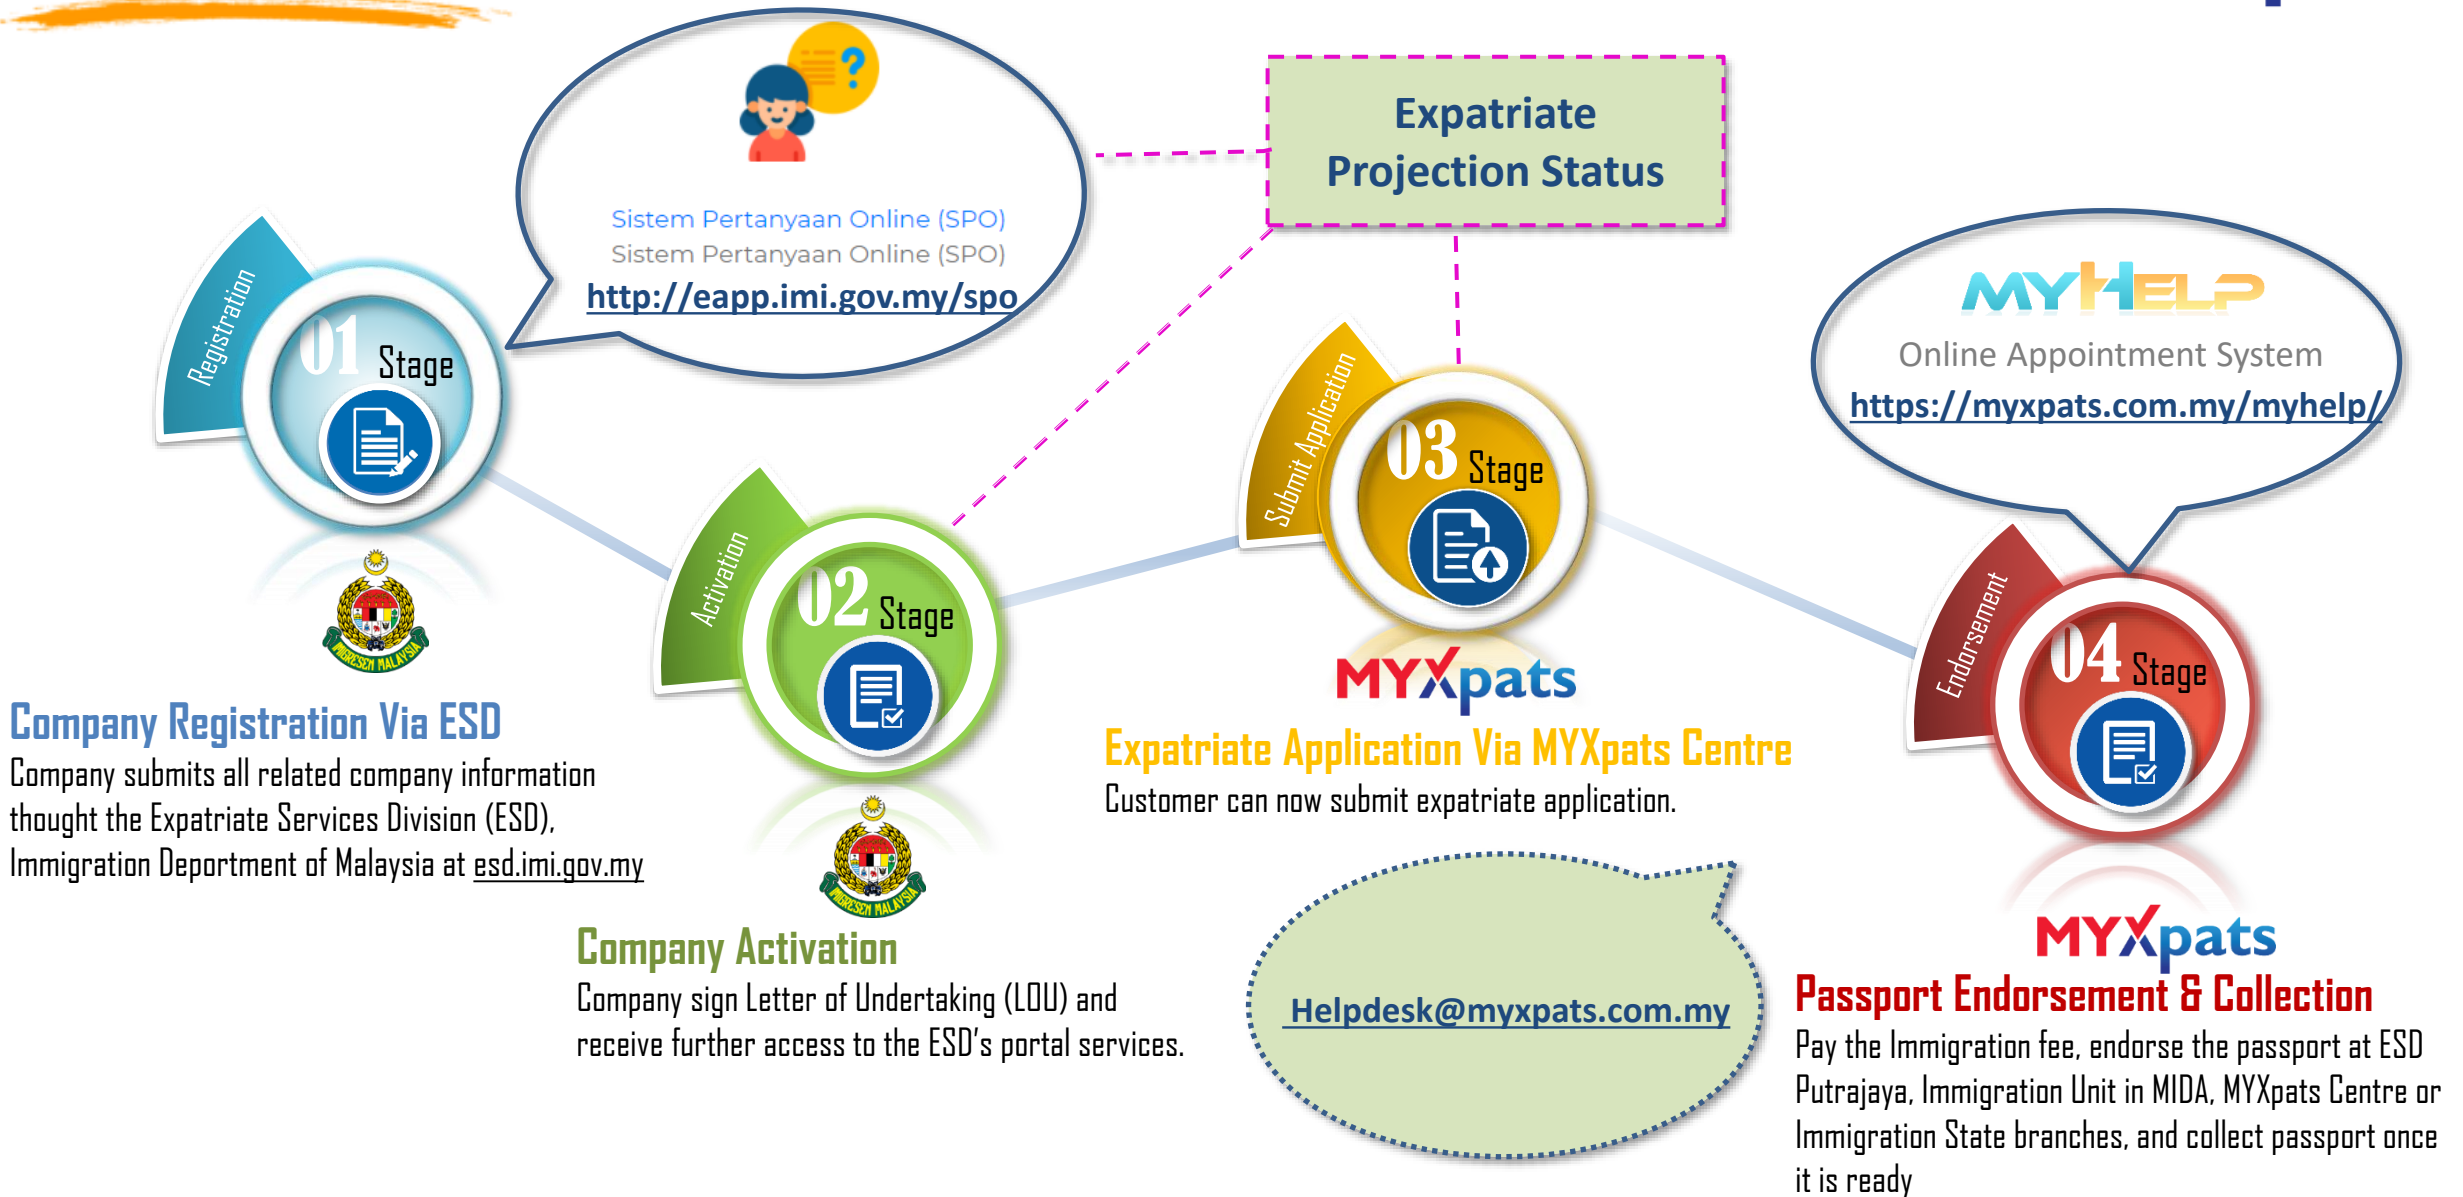 Sistem Pertanyaan Online (SPO)
Sistem Pertanyaan Online (SPO)
http://eapp.imi.gov.my/spo
Expatriate
Projection Status
MYHELP
Online Appointment System
https://myxpats.com.my/myhelp/
Registration
01 Stage
IMIGRESEN MALAYSIA
Company Registration Via ESD
Company submits all related company information
thought the Expatriate Services Division (ESD),
Immigration Deportment of Malaysia at esd.imi.gov.my
Activation
02 Stage
IMIGRESEN MALAYSIA
Company Activation
Company sign Letter of Undertaking (LOU) and
receive further access to the ESD's portal services.
Submit Application
03 Stage
MYXpats
Expatriate Application Via MYXpats Centre
Customer can now submit expatriate application.
Helpdesk@myxpats.com.my
Endorsement
04 Stage
MYXpats
Passport Endorsement & Collection
Pay the Immigration fee, endorse the passport at ESD
Putrajaya, Immigration Unit in MIDA, MYXpats Centre or
Immigration State branches, and collect passport once
it is ready